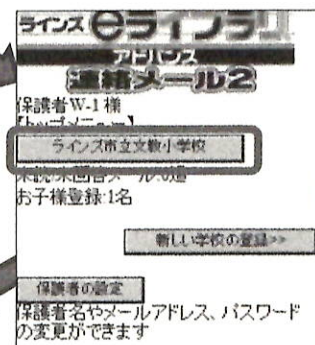 ラインズ eライブラリ
アドバンス
連絡メール2
保護者W-1 様
【トップメニュー】
ラインズ市立文教小学校
未読・未回答メール:0通
お子様登録:1名
新しい学校の登録>>
保護者の設定
保護者名やメールアドレス、パスワード
の変更ができます